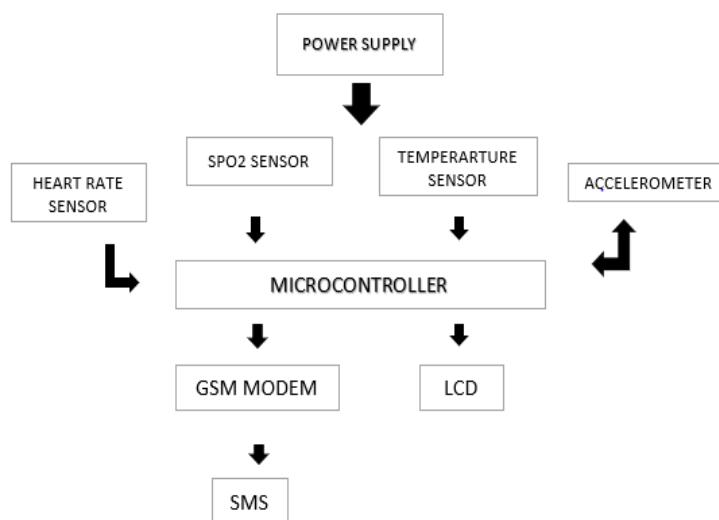 POWER SUPPLY
SPO2 SENSOR
TEMPERARTURE
SENSOR
HEART RATE
SENSOR
ACCELEROMETER
MICROCONTROLLER
GSM MODEM
LCD
SMS